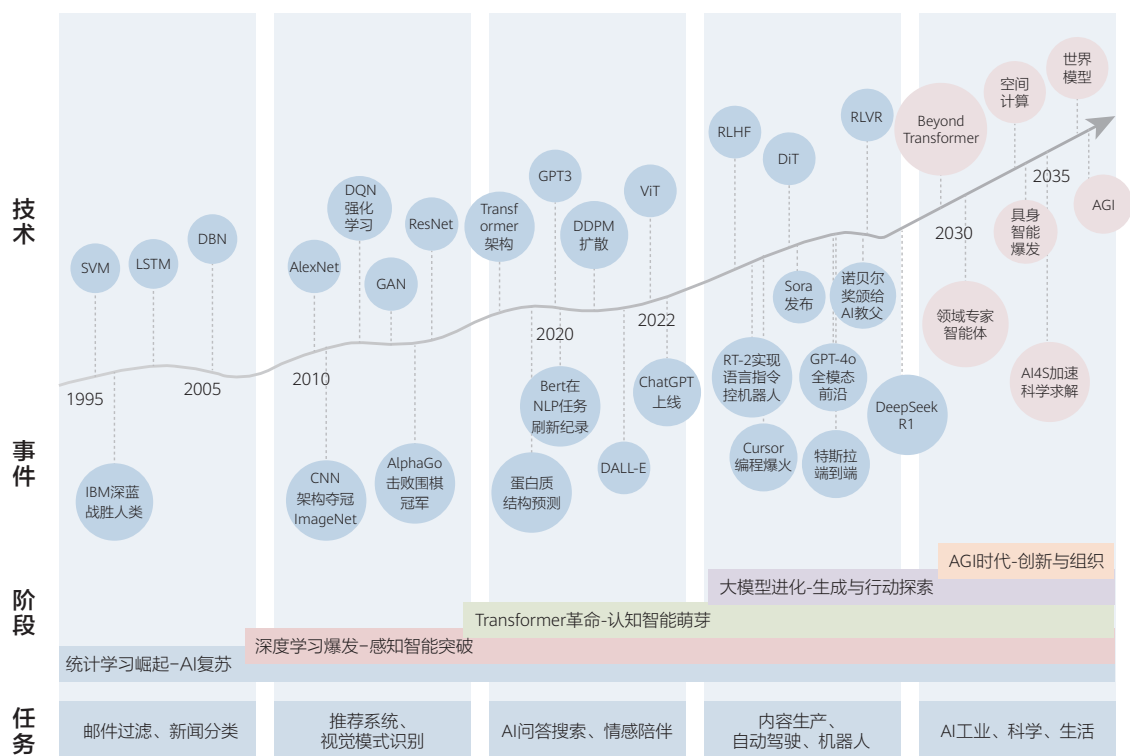 技术
SVM
LSTM
DBN
AlexNet
DQN
强化
学习
GAN
ResNet
Transf
ormer
架构
GPT3
DDPM
扩散
ViT
RLHF
DiT
RLVR
Beyond
Transformer
空间
计算
世界
模型
具身
智能
爆发
AGI
1995
2005
2010
2020
2022
2030
2035
事件
IBM深蓝
战胜人类
CNN
架构夺冠
ImageNet
AlphaGo
击败围棋
冠军
蛋白质
结构预测
Bert在
NLP任务
刷新纪录
DALL-E
ChatGPT
上线
RT-2实现
语言指令
控机器人
Cursor
编程爆火
Sora
发布
GPT-4o
全模态
前沿
特斯拉
端到端
诺贝尔
奖颁给
AI教父
DeepSeek
R1
领域专家
智能体
AI4S加速
科学求解
阶段
AGI时代-创新与组织
大模型进化-生成与行动探索
Transformer革命-认知智能萌芽
深度学习爆发-感知智能突破
统计学习崛起-AI复苏
任务
邮件过滤、新闻分类
推荐系统、
视觉模式识别
AI问答搜索、情感陪伴
内容生产、
自动驾驶、机器人
AI工业、科学、生活